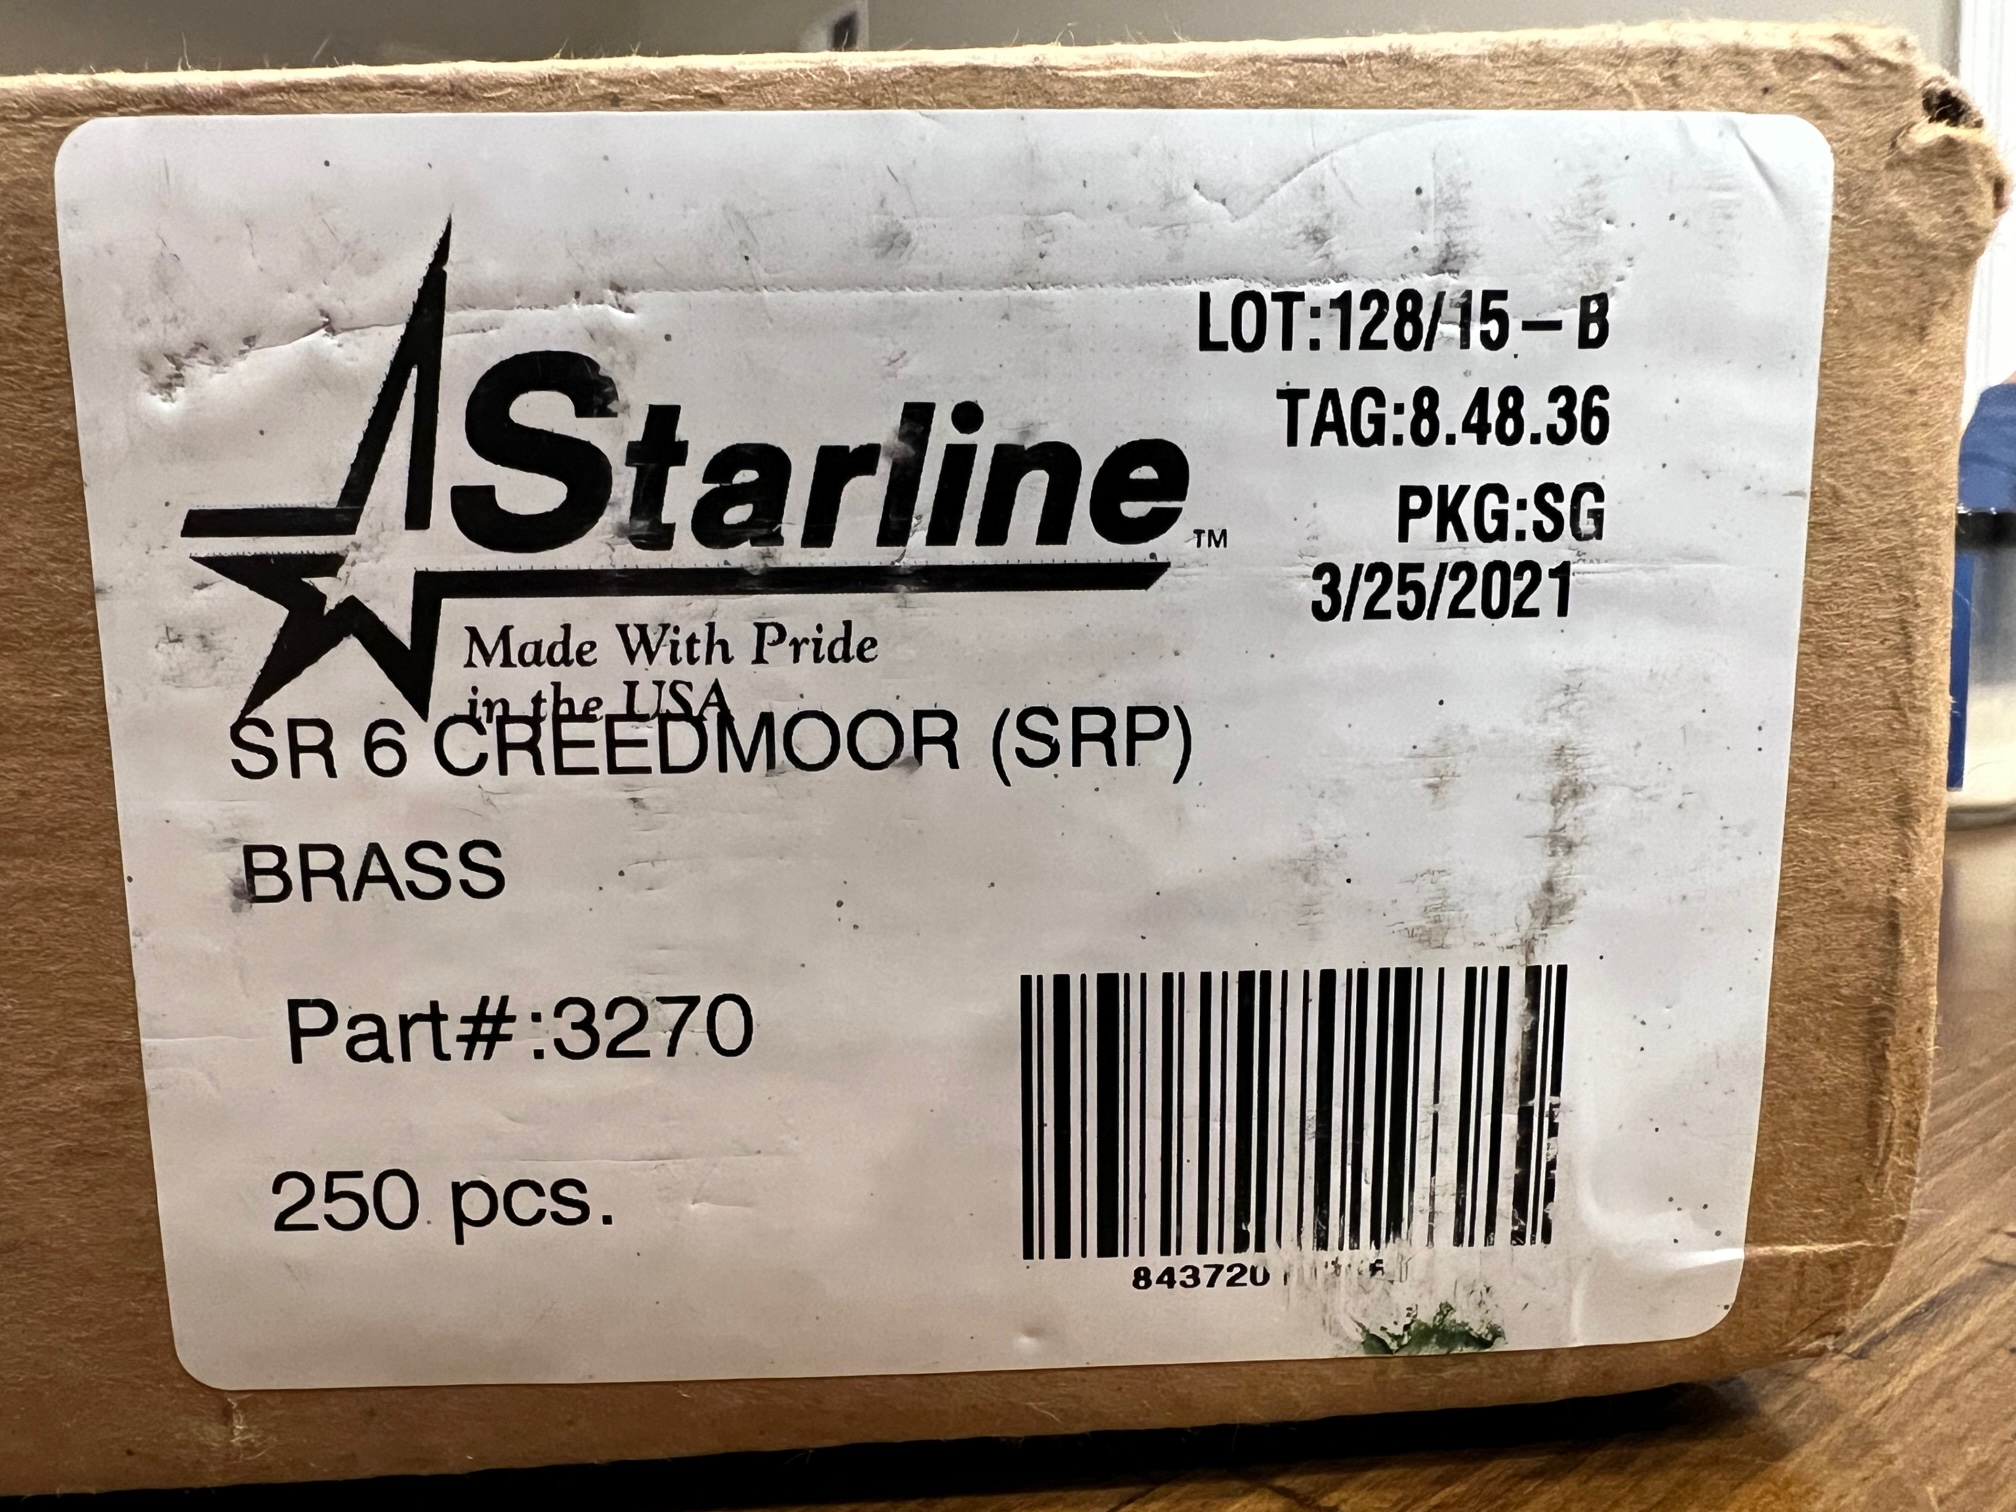 Starline™
Made With Pride
in the USA
LOT:128/15-B
TAG:8.48.36
PKG:SG
3/25/2021
SR 6 CREEDMOOR (SRP)
BRASS
Part#:3270
250 pcs.
843720